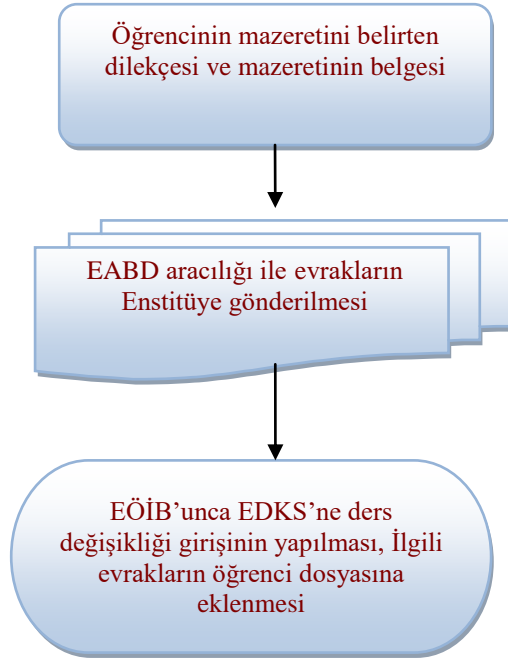 Öğrencinin mazeretini belirten
dilekçesi ve mazeretinin belgesi
EABD aracılığı ile evrakların
Enstitüye gönderilmesi
EÖİB’unca EDKS’ne ders
değişikliği girişinin yapılması, İlgili
evrakların öğrenci dosyasına
eklenmesi